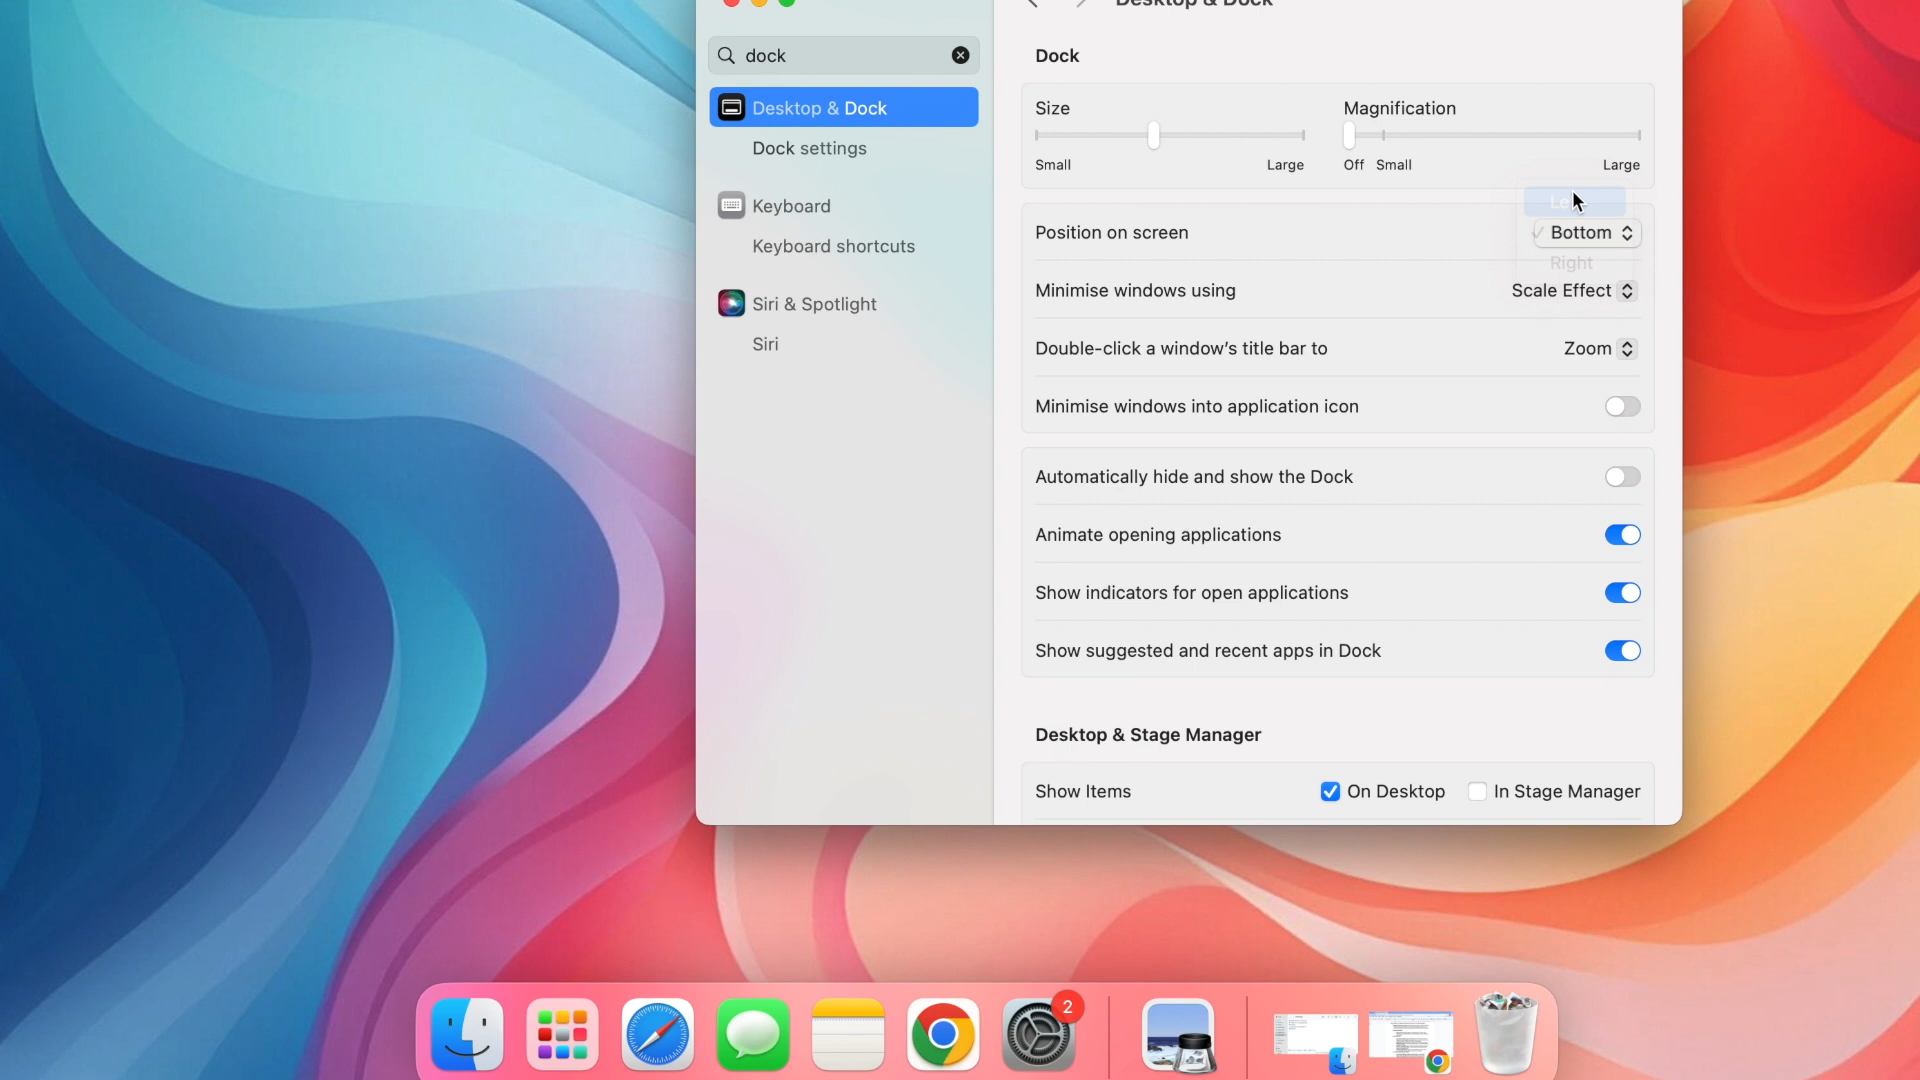 Desktop & Dock
dock
Desktop & Dock
Dock settings
Keyboard
Keyboard shortcuts
Siri & Spotlight
Siri
Dock
Size
Magnification
Small
Large
Off
Small
Large
Position on screen
Bottom
Right
Minimise windows using
Scale Effect
Double-click a window's title bar to
Zoom
Minimise windows into application icon
Automatically hide and show the Dock
Animate opening applications
Show indicators for open applications
Show suggested and recent apps in Dock
Desktop & Stage Manager
Show Items
On Desktop
In Stage Manager
2